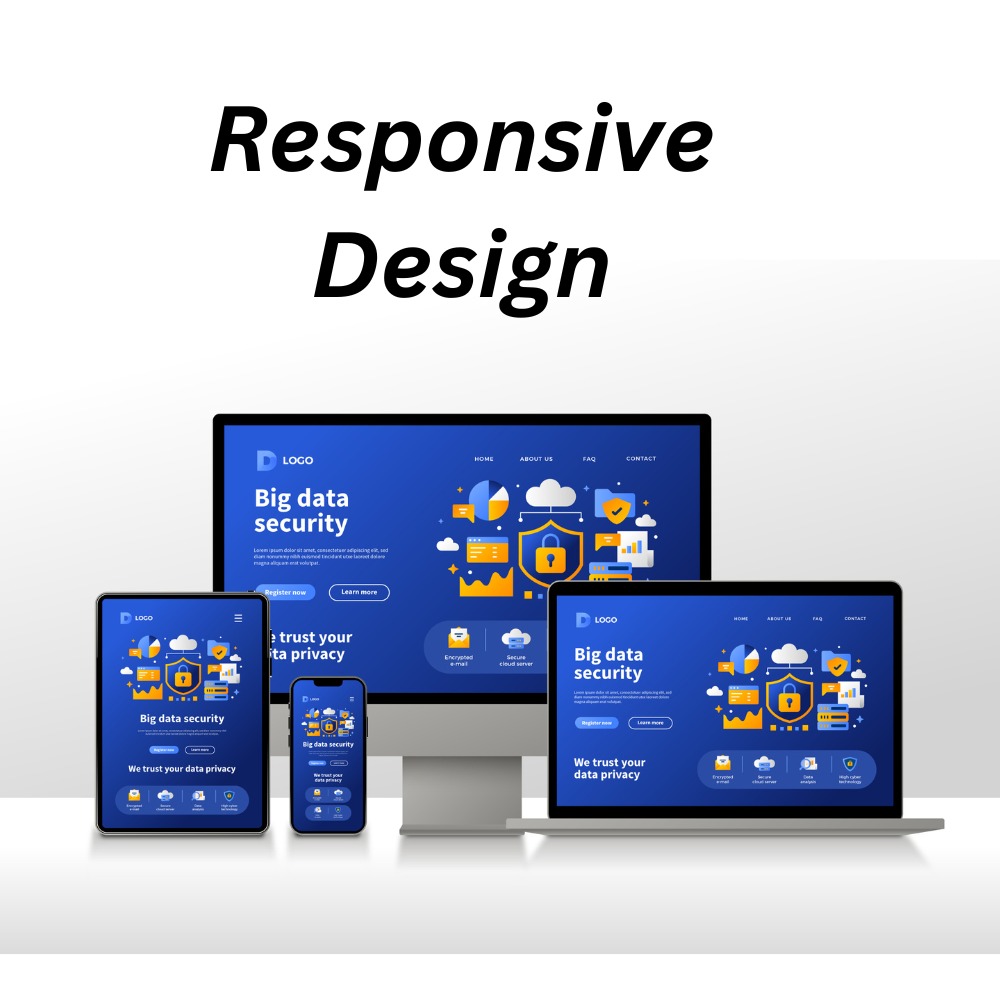 Responsive
Design
LOGO
HOME ABOUT US FAQ CONTACT
Big data
security
Lorem ipsum dolor sit amet, consectetuer adipiscing elit, sed
diam nonummy nibh euismod tincidunt utse laoreet dolore
magna aliquam erat volutpat.
Register now Learn more
e trust your
ta privacy
Encrypted
e-mail
Secure
cloud server
LOGO
Big data security
Register now Learn more
We trust your data privacy
Encrypted
e-mail
Secure
cloud server
Data
analysis
High cyber
technology
LOGO
Big data security
We trust your
data privacy
LOGO
HOME ABOUT US FAQ CONTACT
Big data
security
Lorem ipsum dolor sit amet, consectetuer adipiscing elit, sed
diam nonummy nibh euismod tincidunt utse laoreet dolore
magna aliquam erat volutpat.
Register now Learn more
We trust your
data privacy
Encrypted
e-mail
Secure
cloud server
Data
analysis
High cyber
technology